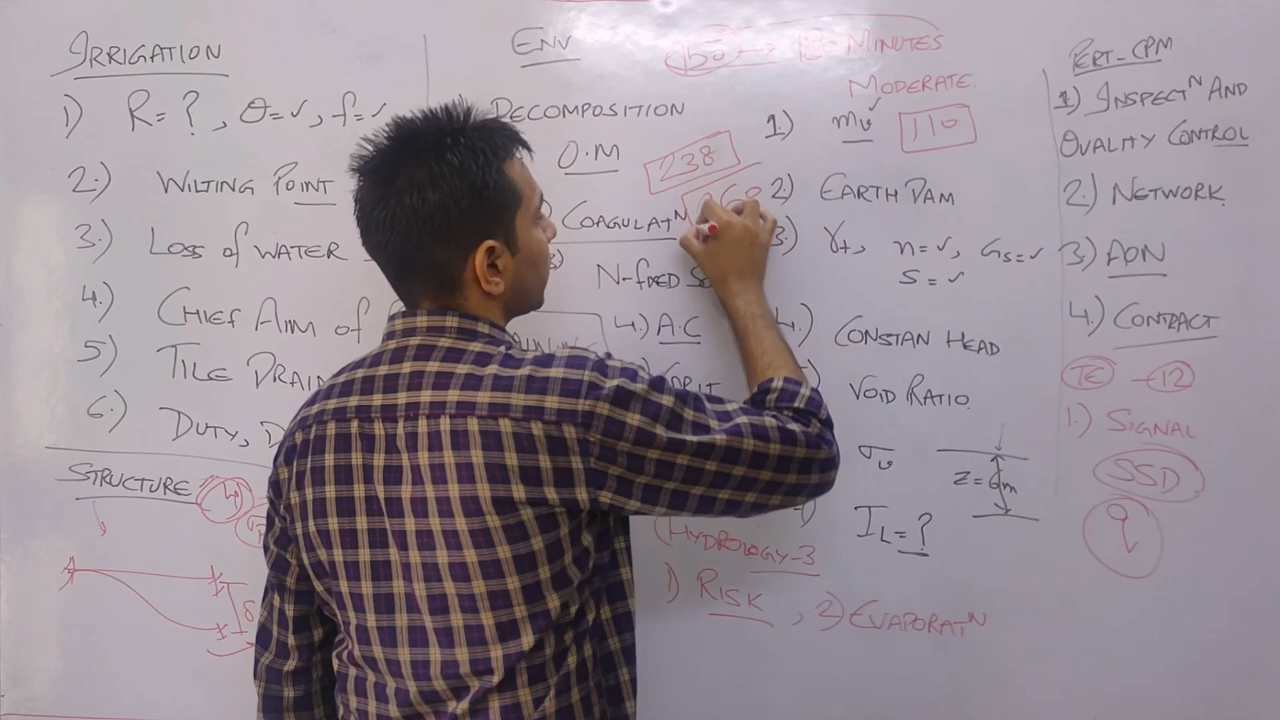 IRRIGATION
1) R=?, θ=✓, f=✓
2.) WILTING POINT
3.) LOSS OF WATER
4.) CHIEF AIM OF
5) TILE DRAIN
6.) DUTY,
STRUCTURE
δ
ENV
DECOMPOSITION
O.M
COAGULATN
3)
N-FIXED
4.) A.C
GRIT
238
HYDROLOGY-3
1) RISK, 2) EVAPORATN
150 → MINUTES
MODERATE
1.) mv 110
2) EARTH DAM
3.) γt, n=✓, Gs=✓
S=✓
4.) CONSTAN HEAD
VOID RATIO.
σv
Z=6m
IL=?
PERT-CPM
1) INSPECTN AND
QUALITY CONTROL
2.) NETWORK
3.) AON
4.) CONTRACT
TE - 12
1.) SIGNAL
SSD
q